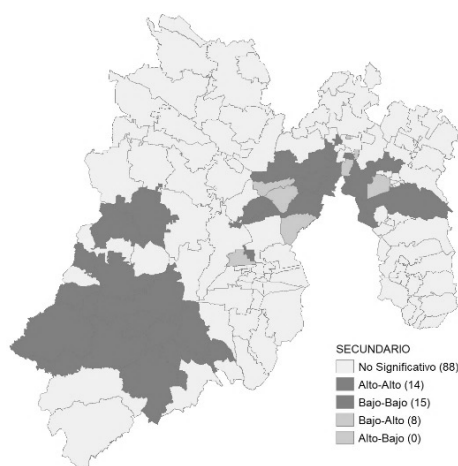 SECUNDARIO
No Significativo (88)
Alto-Alto (14)
Bajo-Bajo (15)
Bajo-Alto (8)
Alto-Bajo (0)